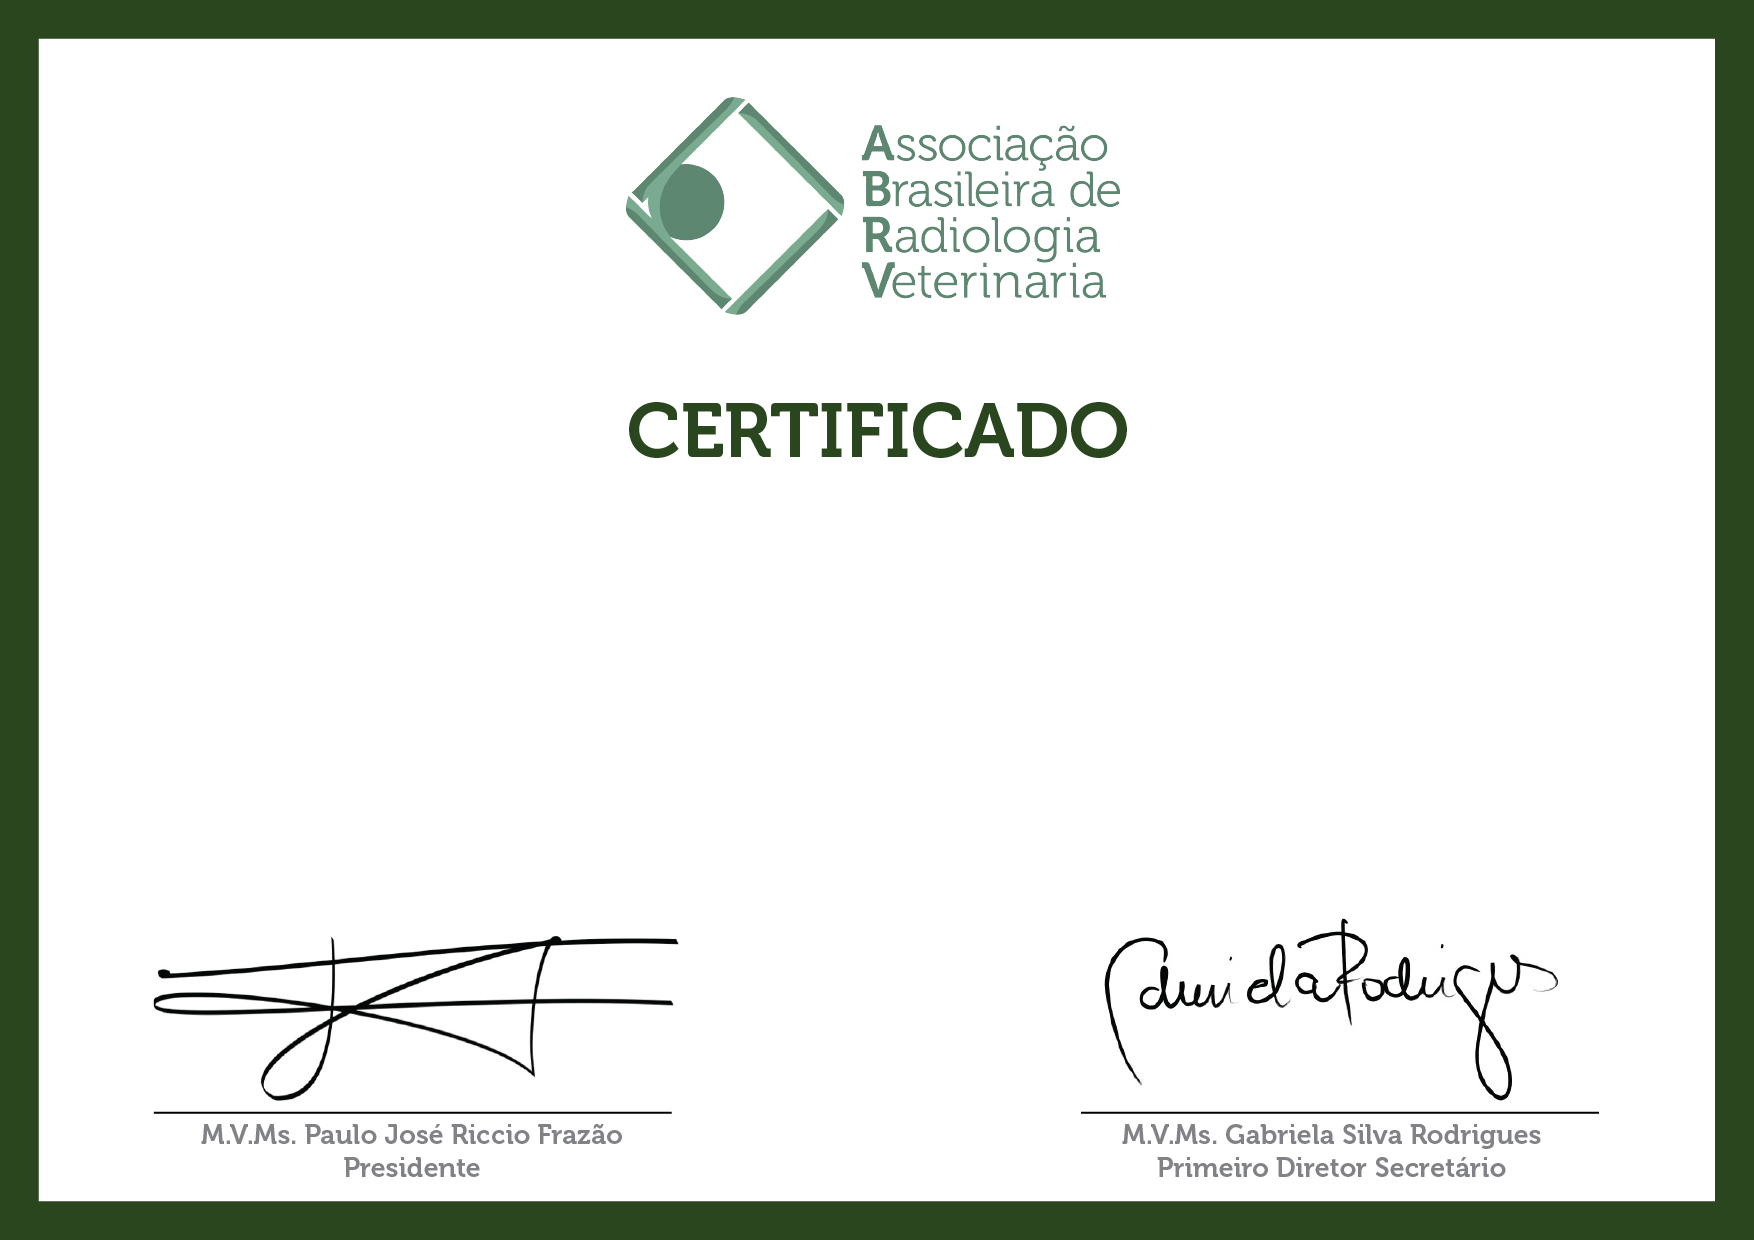 Associação
Brasileira de
Radiologia
Veterinaria
CERTIFICADO
M.V.Ms. Paulo José Riccio Frazão
Presidente
Rodrigues
M.V.Ms. Gabriela Silva Rodrigues
Primeiro Diretor Secretário